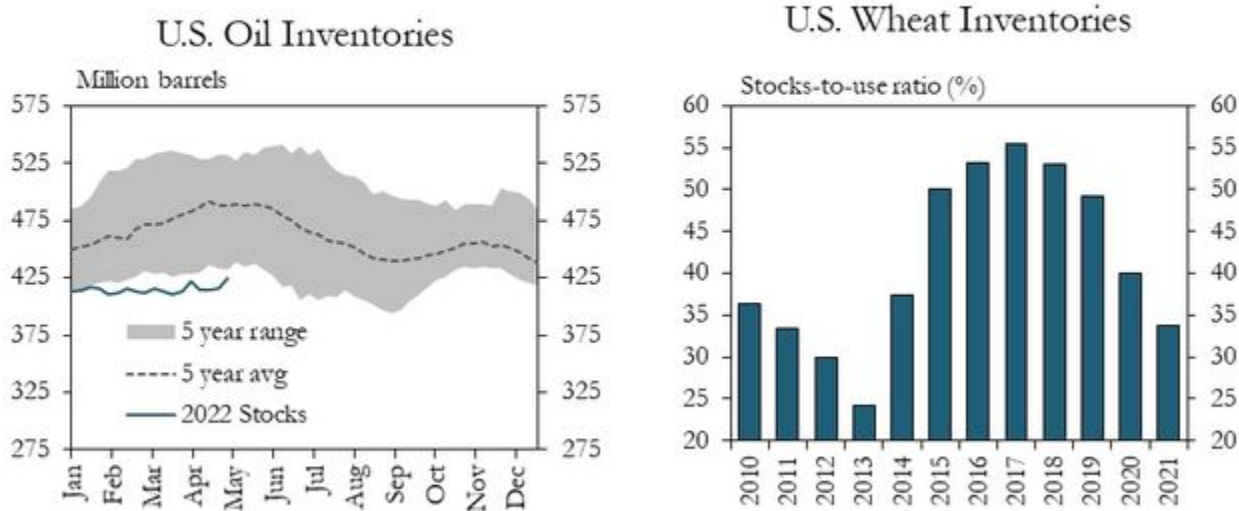 U.S. Oil Inventories
Million barrels
575
525
475
425
375
325
275
575
525
475
425
375
325
275
5 year range
5 year avg
2022 Stocks
Jan
Feb
Mar
Apr
May
Jun
Jul
Aug
Sep
Oct
Nov
Dec
U.S. Wheat Inventories
Stocks-to-use ratio (%)
60
55
50
45
40
35
30
25
20
60
55
50
45
40
35
30
25
20
2010
2011
2012
2013
2014
2015
2016
2017
2018
2019
2020
2021